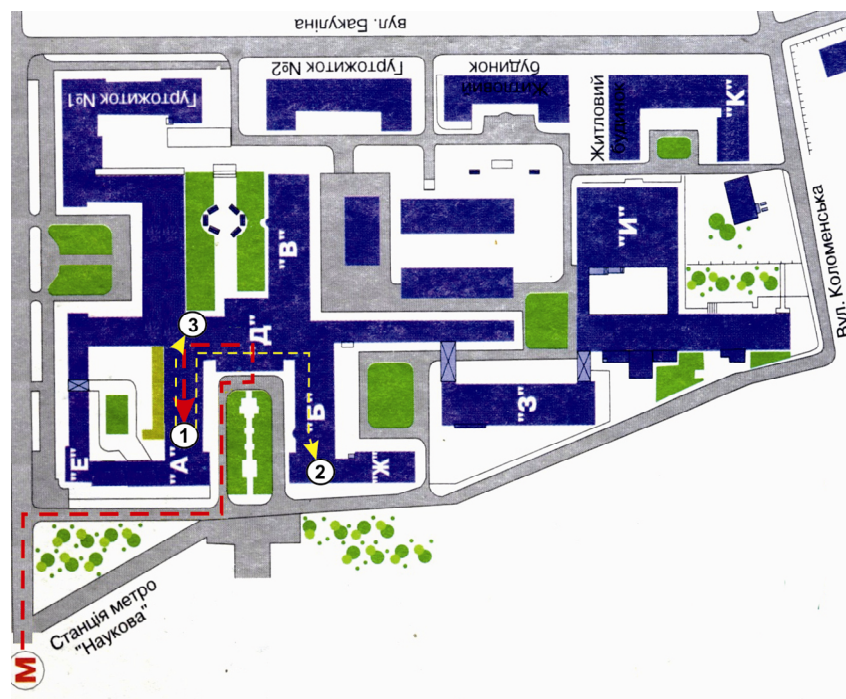 вул. Бакуліна
Гуртожиток №1
Гуртожиток №2
Житловий
будинок
Житловий
будинок
"К"
"В"
"И"
Вул. Коломенська
3
"Д"
1
"Б"
2
"З"
"Е"
"А"
"Ж"
Станція метро
"Наукова"
М